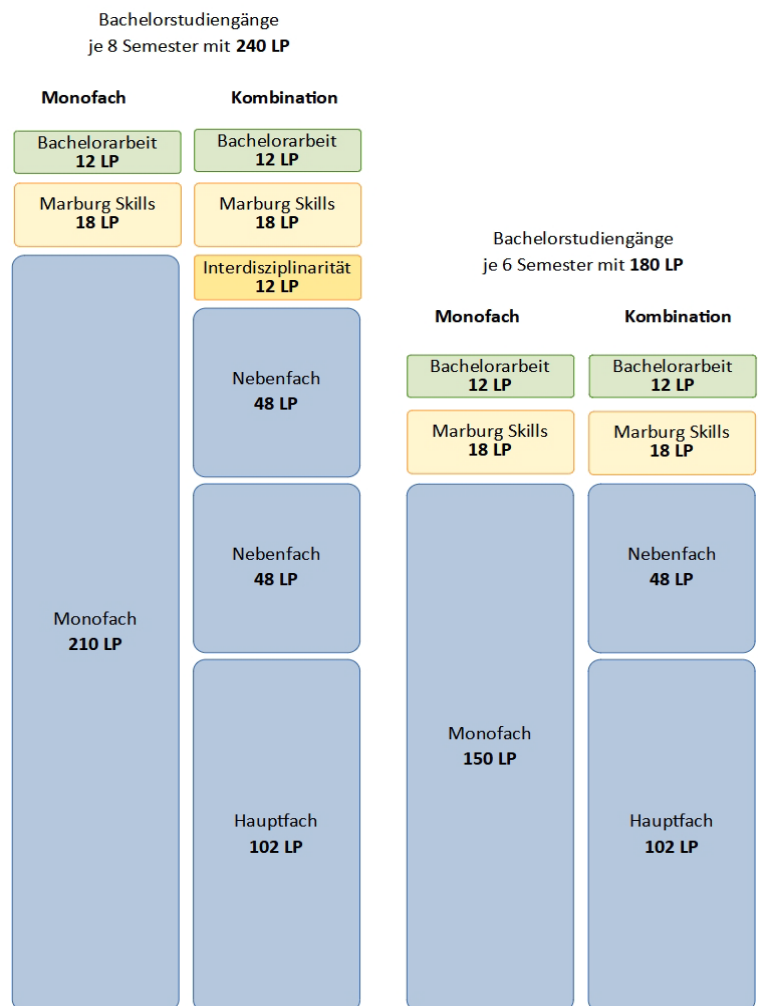 Bachelorstudiengänge
je 8 Semester mit 240 LP
Monofach
Kombination
Bachelorarbeit
12 LP
Marburg Skills
18 LP
Monofach
210 LP
Bachelorarbeit
12 LP
Marburg Skills
18 LP
Interdisziplinarität
12 LP
Nebenfach
48 LP
Nebenfach
48 LP
Hauptfach
102 LP
Bachelorstudiengänge
je 6 Semester mit 180 LP
Monofach
Kombination
Bachelorarbeit
12 LP
Marburg Skills
18 LP
Monofach
150 LP
Bachelorarbeit
12 LP
Marburg Skills
18 LP
Nebenfach
48 LP
Hauptfach
102 LP